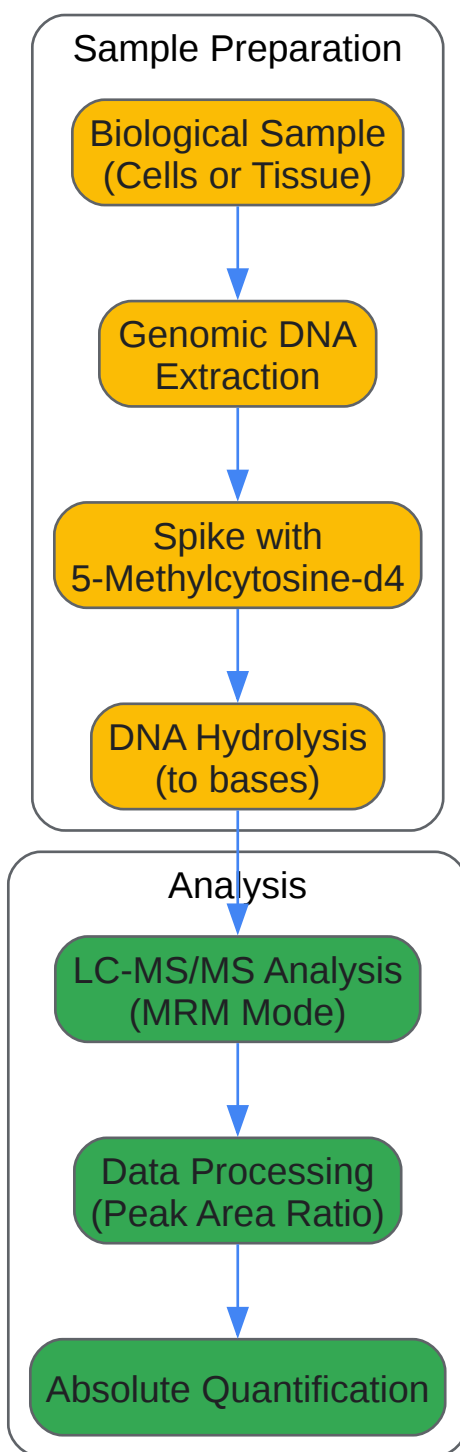 Sample Preparation
Biological Sample
(Cells or Tissue)
Genomic DNA
Extraction
Spike with
5-Methylcytosine-d4
DNA Hydrolysis
(to bases)
Analysis
LC-MS/MS Analysis
(MRM Mode)
Data Processing
(Peak Area Ratio)
Absolute Quantification